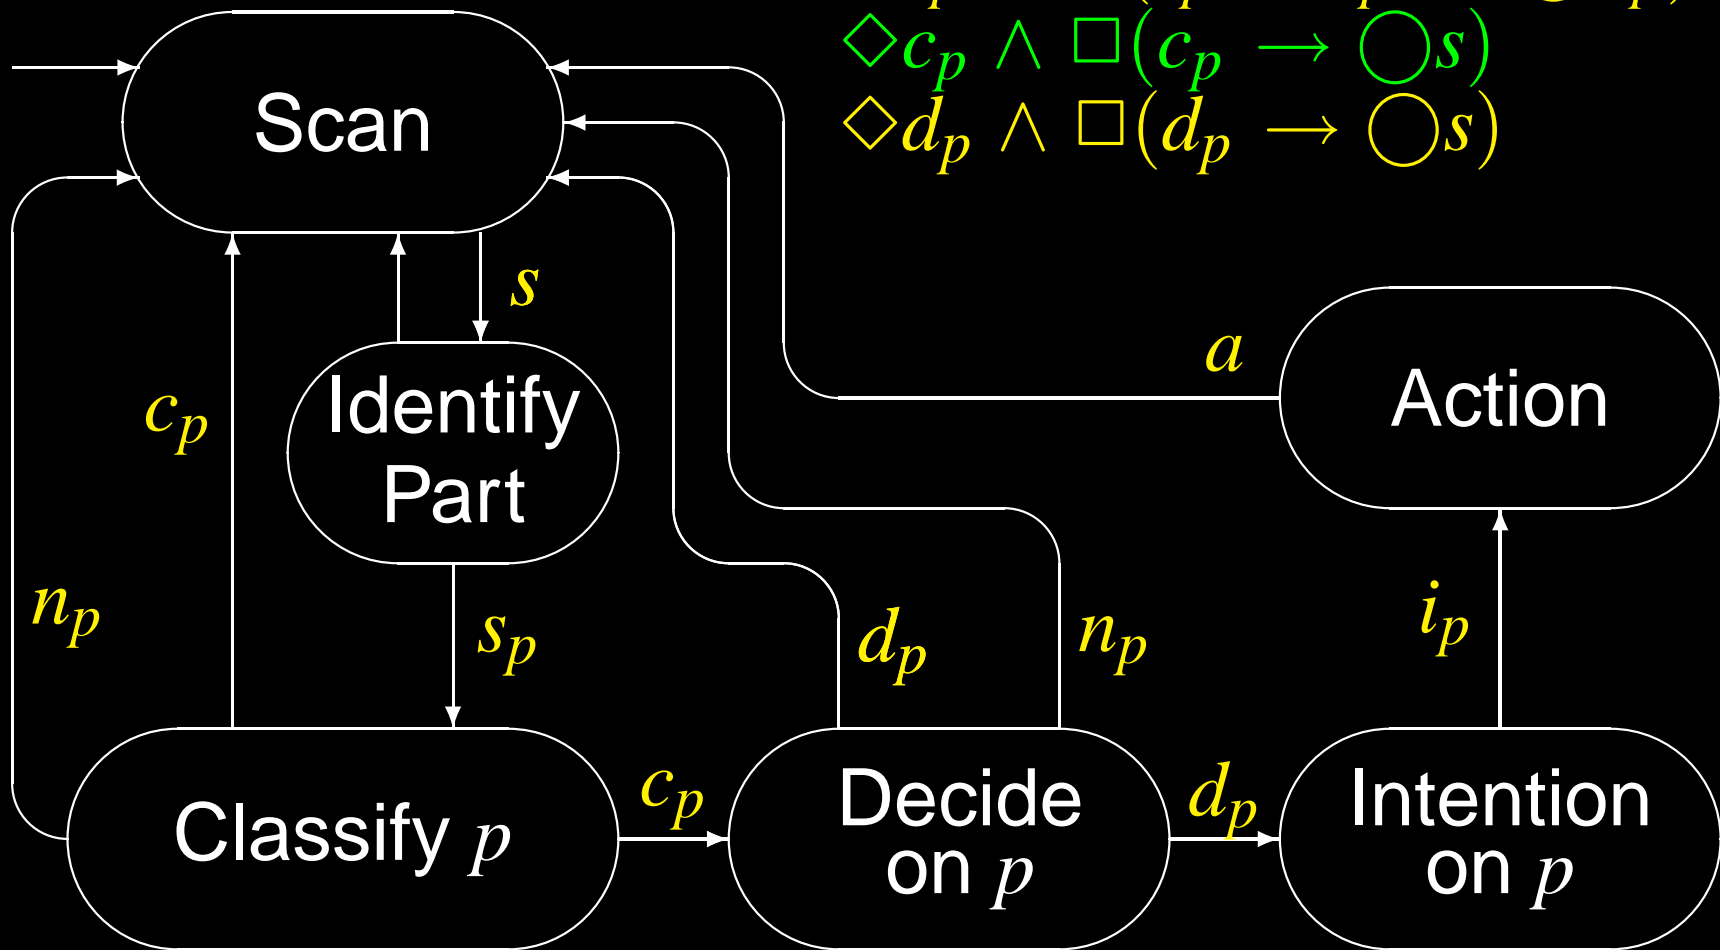 ◇c_p ∧ □(c_p → ◯s)
◇d_p ∧ □(d_p → ◯s)
Scan
s
a
Action
c_p
Identify
Part
n_p
s_p
d_p
n_p
i_p
Classify p
c_p
Decide
on p
d_p
Intention
on p